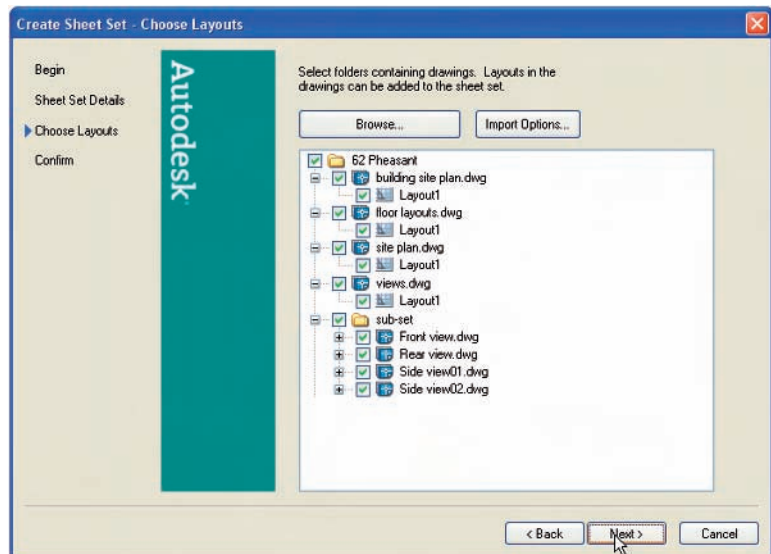 Create Sheet Set - Choose Layouts
Begin
Sheet Set Details
Choose Layouts
Confirm
Autodesk
Select folders containing drawings. Layouts in the
drawings can be added to the sheet set.
Browse...
Import Options...
62 Pheasant
building site plan.dwg
Layout1
floor layouts.dwg
Layout1
site plan.dwg
Layout1
views.dwg
Layout1
sub-set
Front view.dwg
Rear view.dwg
Side view01.dwg
Side view02.dwg
< Back
Next >
Cancel